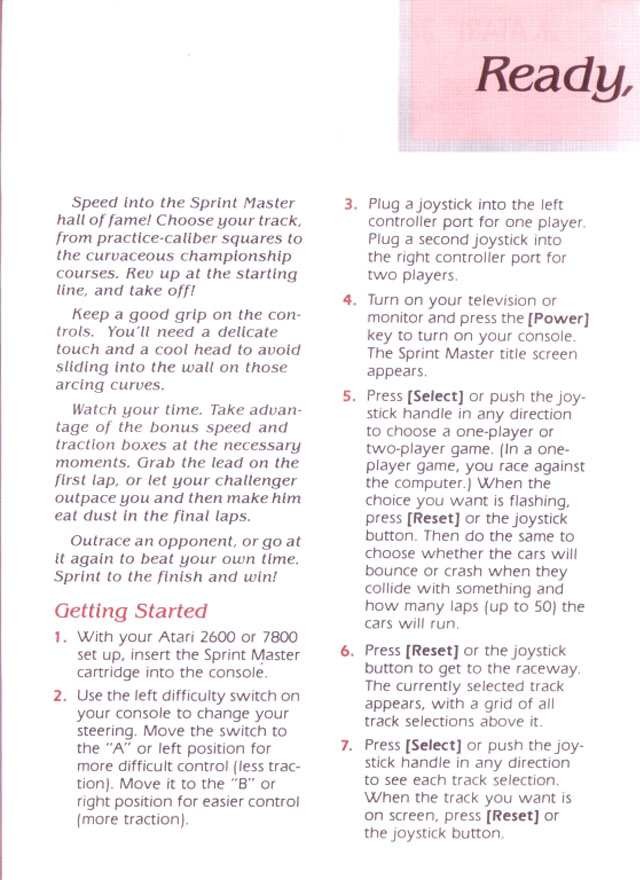 Ready,
Speed into the Sprint Master
hall of fame! Choose your track,
from practice-caliber squares to
the curvaceous championship
courses. Rev up at the starting
line, and take off!
Keep a good grip on the con-
trols. You'll need a delicate
touch and a cool head to avoid
sliding into the wall on those
arcing curves.
Watch your time. Take advan-
tage of the bonus speed and
traction boxes at the necessary
moments. Grab the lead on the
first lap, or let your challenger
outpace you and then make him
eat dust in the final laps.
Outrace an opponent, or go at
it again to beat your own time.
Sprint to the finish and win!
Getting Started
1. With your Atari 2600 or 7800
set up, insert the Sprint Master
cartridge into the console.
2. Use the left difficulty switch on
your console to change your
steering. Move the switch to
the "A" or left position for
more difficult control (less trac-
tion). Move it to the "B" or
right position for easier control
(more traction).
3. Plug a joystick into the left
controller port for one player.
Plug a second joystick into
the right controller port for
two players.
4. Turn on your television or
monitor and press the [Power]
key to turn on your console.
The Sprint Master title screen
appears.
5. Press [Select] or push the joy-
stick handle in any direction
to choose a one-player or
two-player game. (In a one-
player game, you race against
the computer.) When the
choice you want is flashing,
press [Reset] or the joystick
button. Then do the same to
choose whether the cars will
bounce or crash when they
collide with something and
how many laps (up to 50) the
cars will run.
6. Press [Reset] or the joystick
button to get to the raceway.
The currently selected track
appears, with a grid of all
track selections above it.
7. Press [Select] or push the joy-
stick handle in any direction
to see each track selection.
When the track you want is
on screen, press [Reset] or
the joystick button.